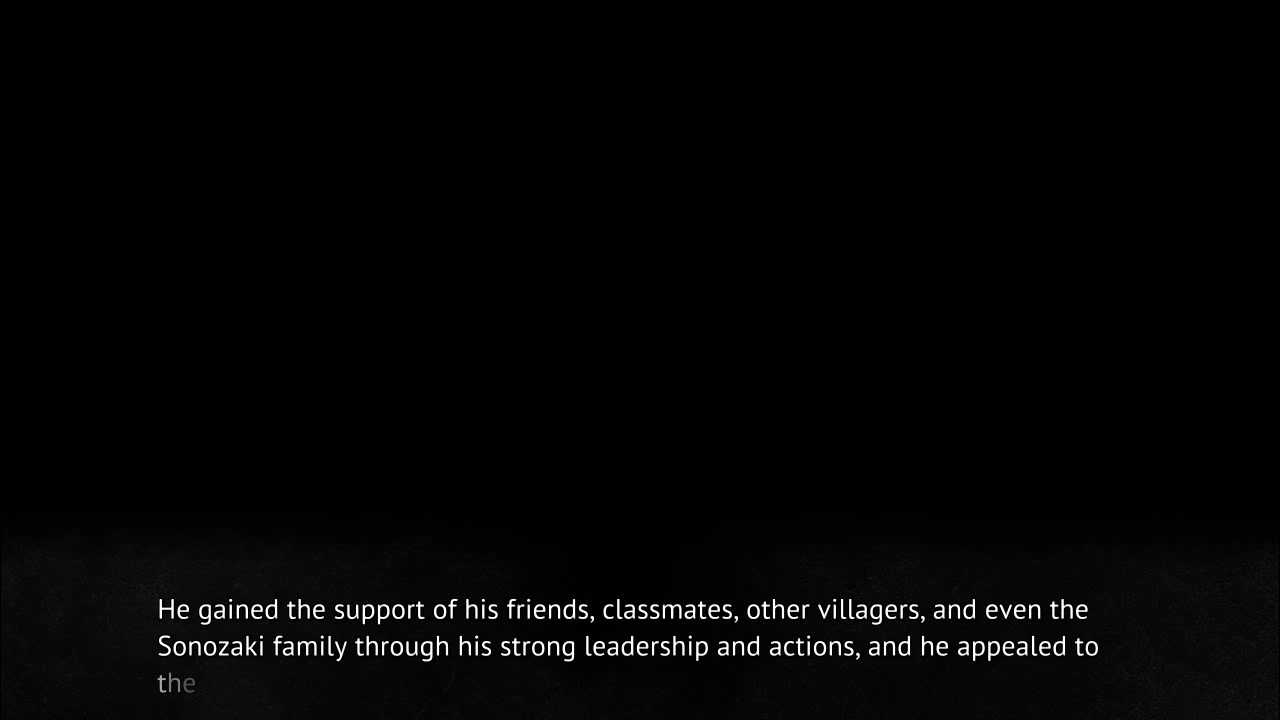 He gained the support of his friends, classmates, other villagers, and even the
Sonozaki family through his strong leadership and actions, and he appealed to
the